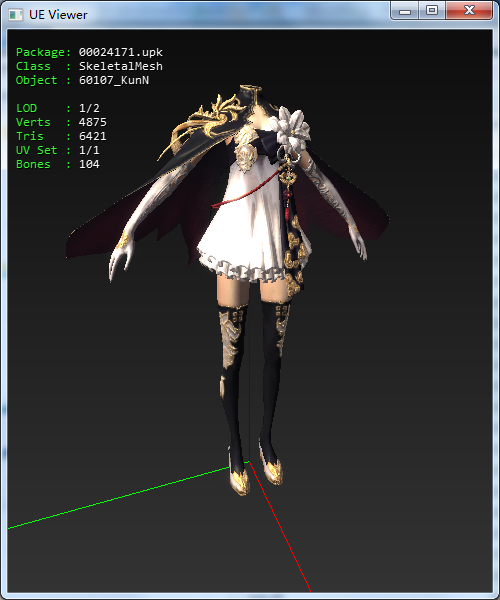 UE Viewer
Package: 00024171.upk
Class : SkeletalMesh
Object : 60107_KunN
LOD : 1/2
Verts : 4875
Tris : 6421
UV Set : 1/1
Bones : 104